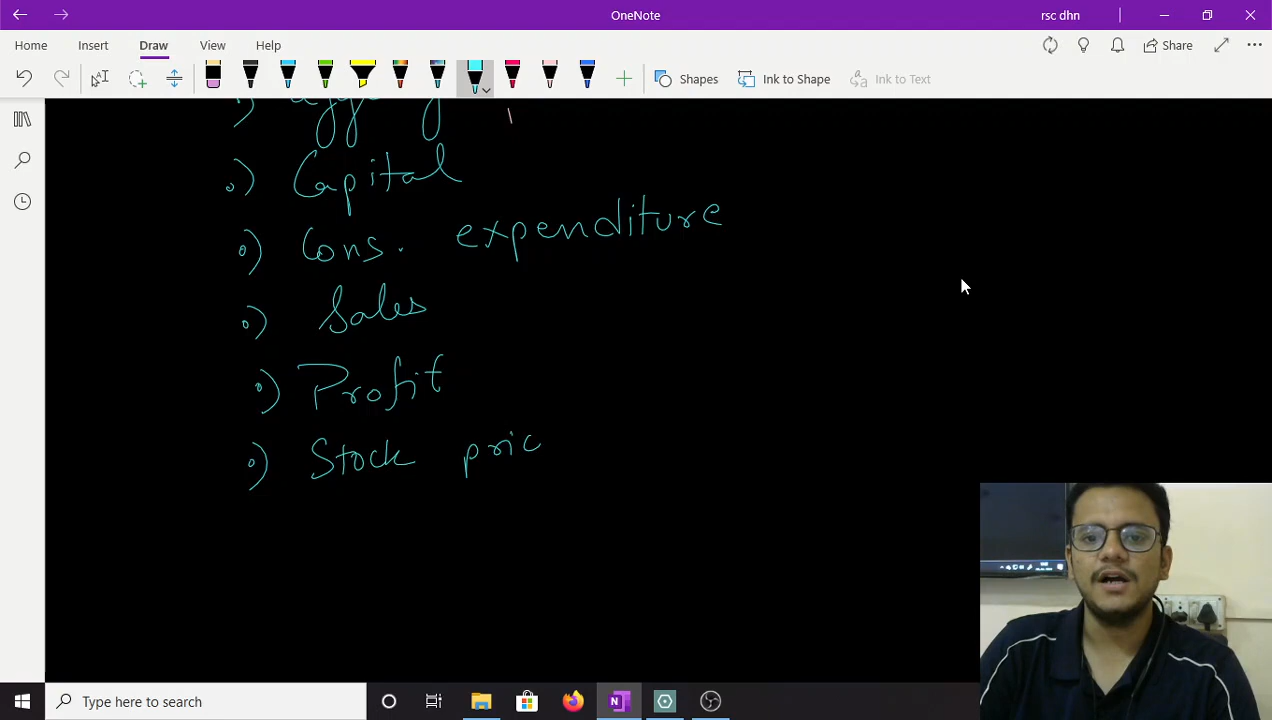 OneNote
rsc dhn
Home Insert Draw View Help
Share
Shapes Ink to Shape Ink to Text
o) Capital
o) Cons. expenditure
o) Sales
o) Profit
o) Stock pric
Type here to search